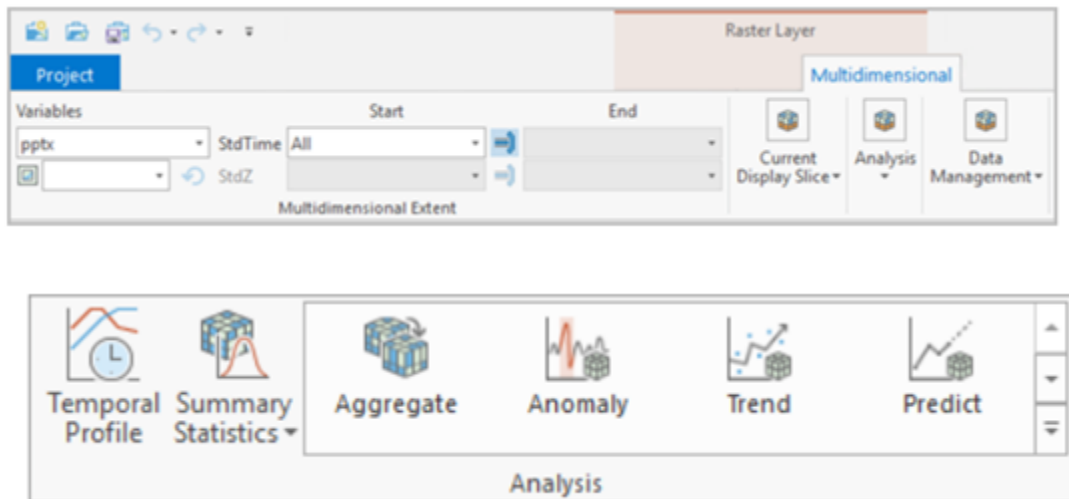 Raster Layer
Project
Multidimensional
Variables
Start
End
pptx
StdTime
All
StdZ
Current
Display Slice
Analysis
Data
Management
Multidimensional Extent
Temporal
Profile
Summary
Statistics
Aggregate
Anomaly
Trend
Predict
Analysis